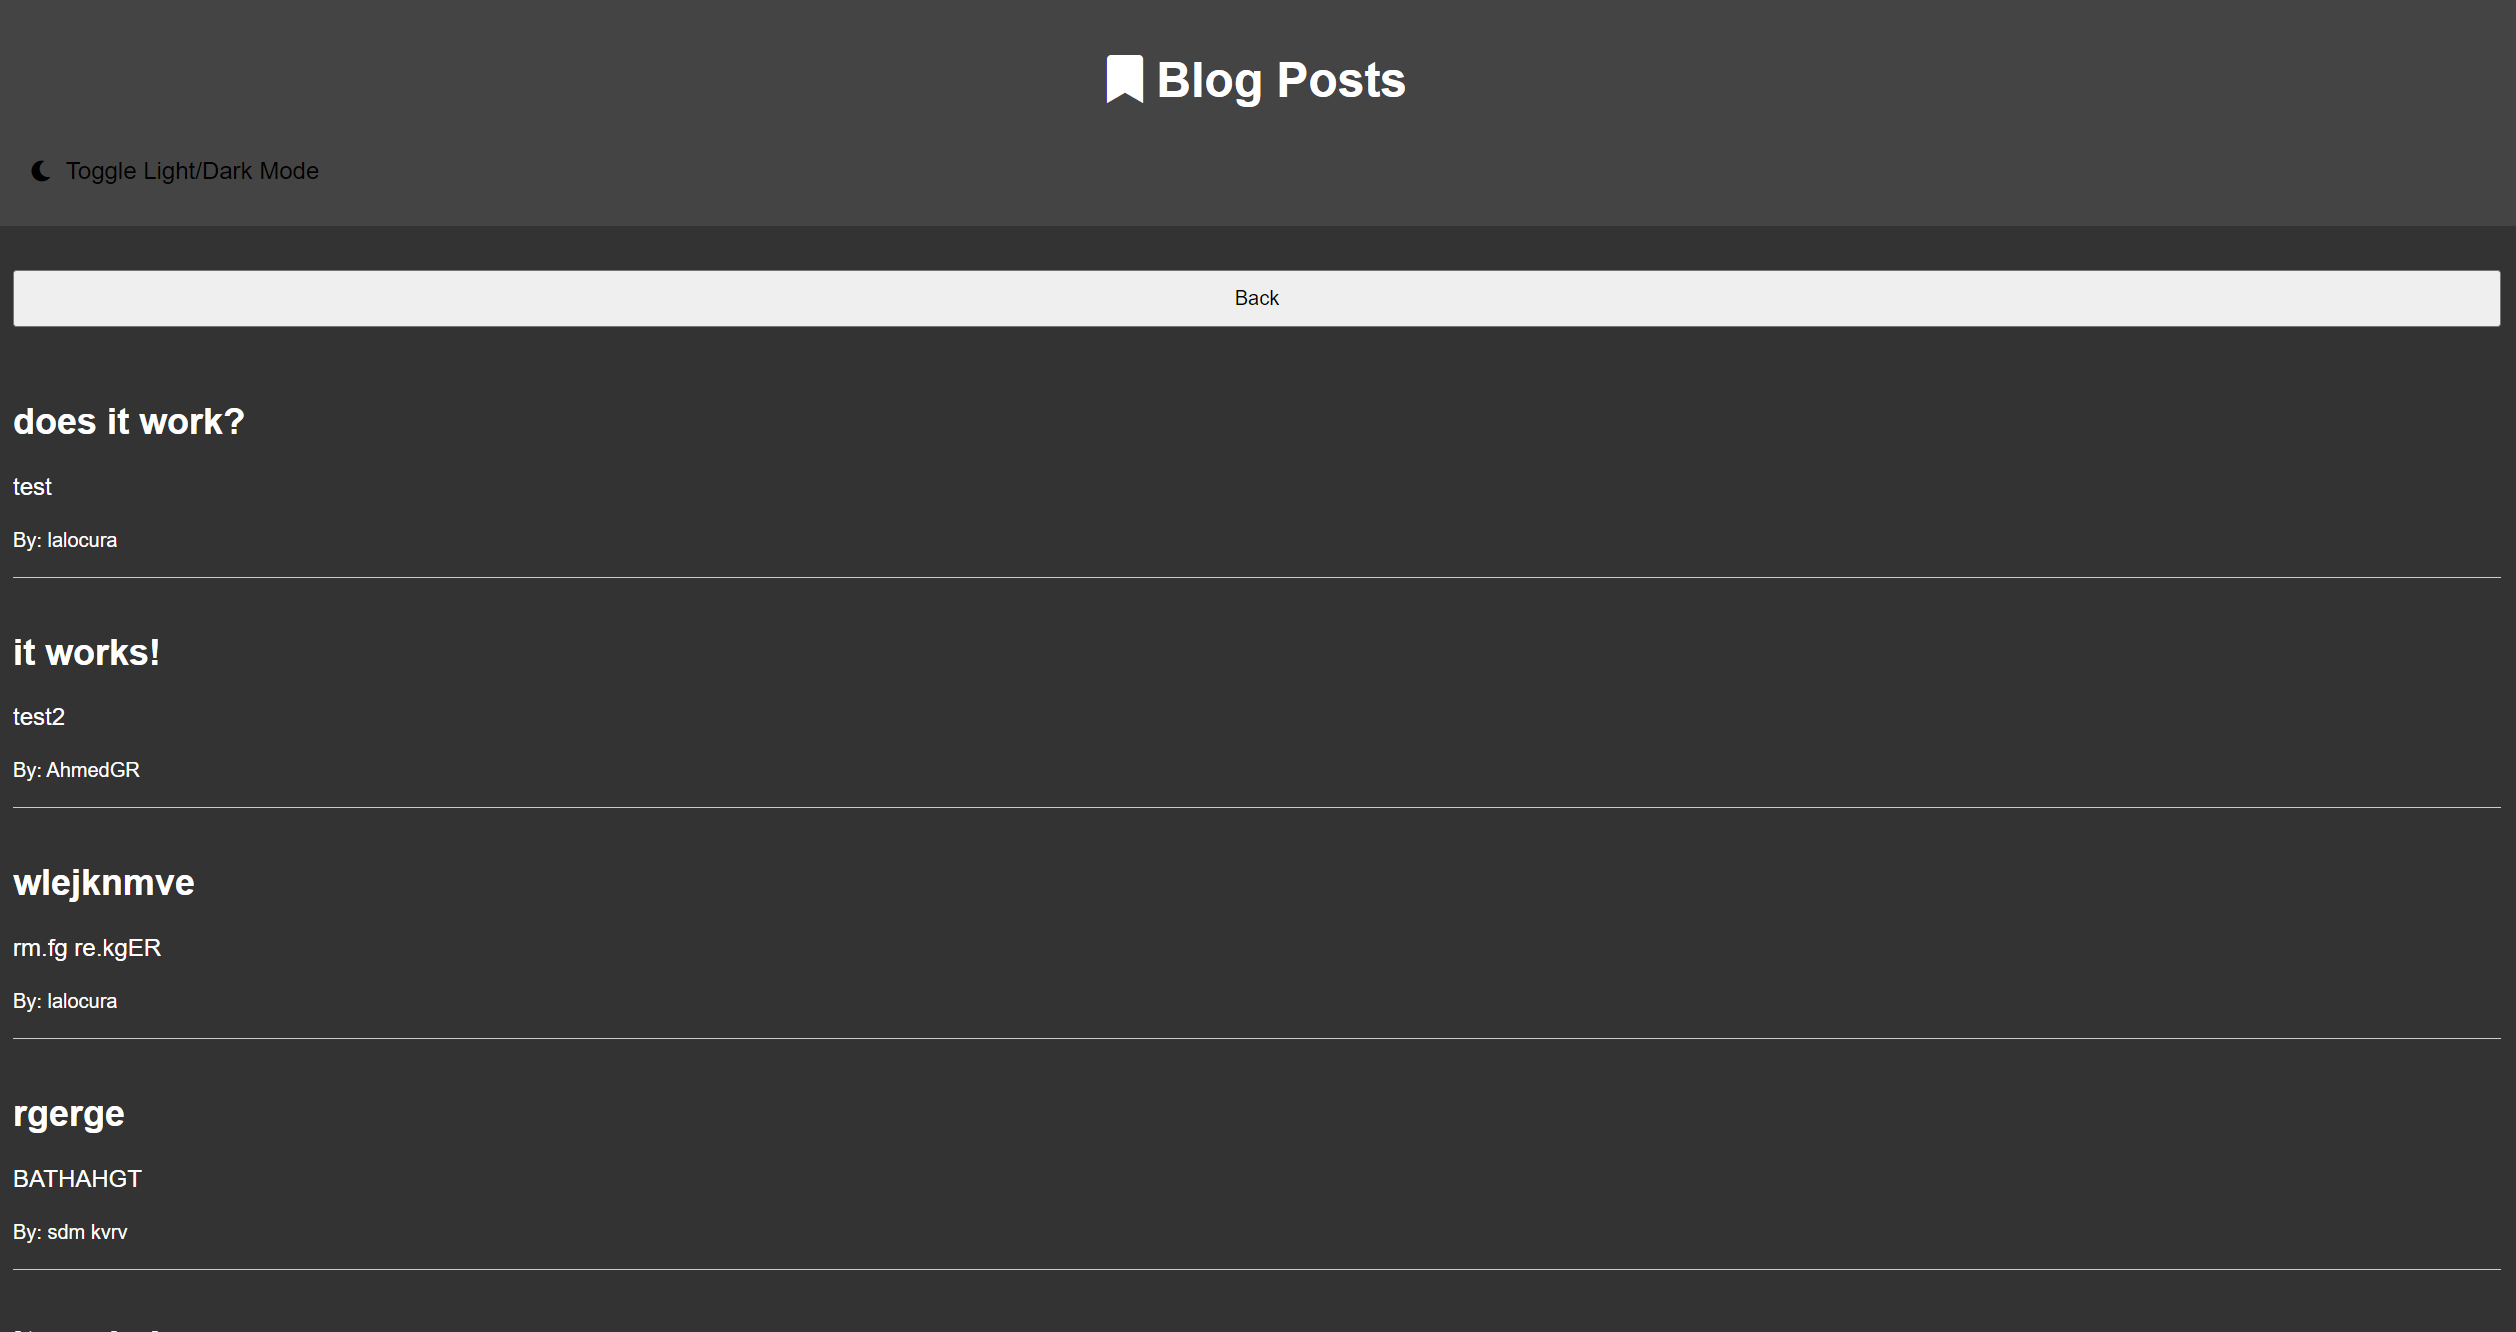 Blog Posts
Toggle Light/Dark Mode
Back
does it work?
test
By: lalocura
it works!
test2
By: AhmedGR
wlejknmve
rm.fg re.kgER
By: lalocura
rgerge
BATHAHGT
By: sdm kvrv